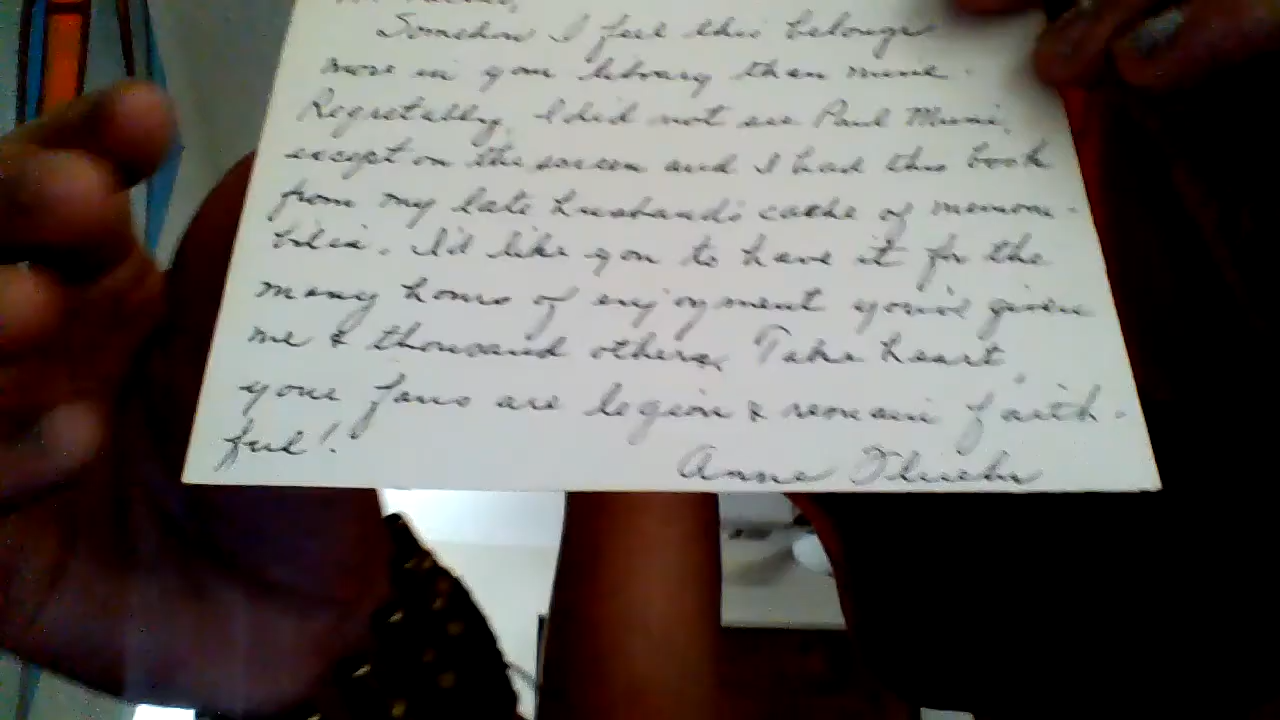 Somehow I feel this belongs
more in your library than mine.
Regretably, I did not see Paul Muni,
except on the screen and I had this book
from my late husband's cache of memora-
bilia. I'd like you to have it for the
many hours of enjoyment you've given
me & thousand others. Take heart,
your fans are legion & remain faith-
ful!
Anne